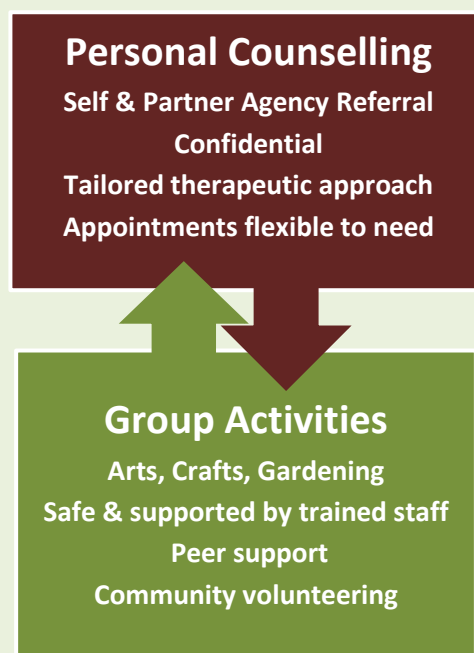 Personal Counselling
Self & Partner Agency Referral
Confidential
Tailored therapeutic approach
Appointments flexible to need
Group Activities
Arts, Crafts, Gardening
Safe & supported by trained staff
Peer support
Community volunteering